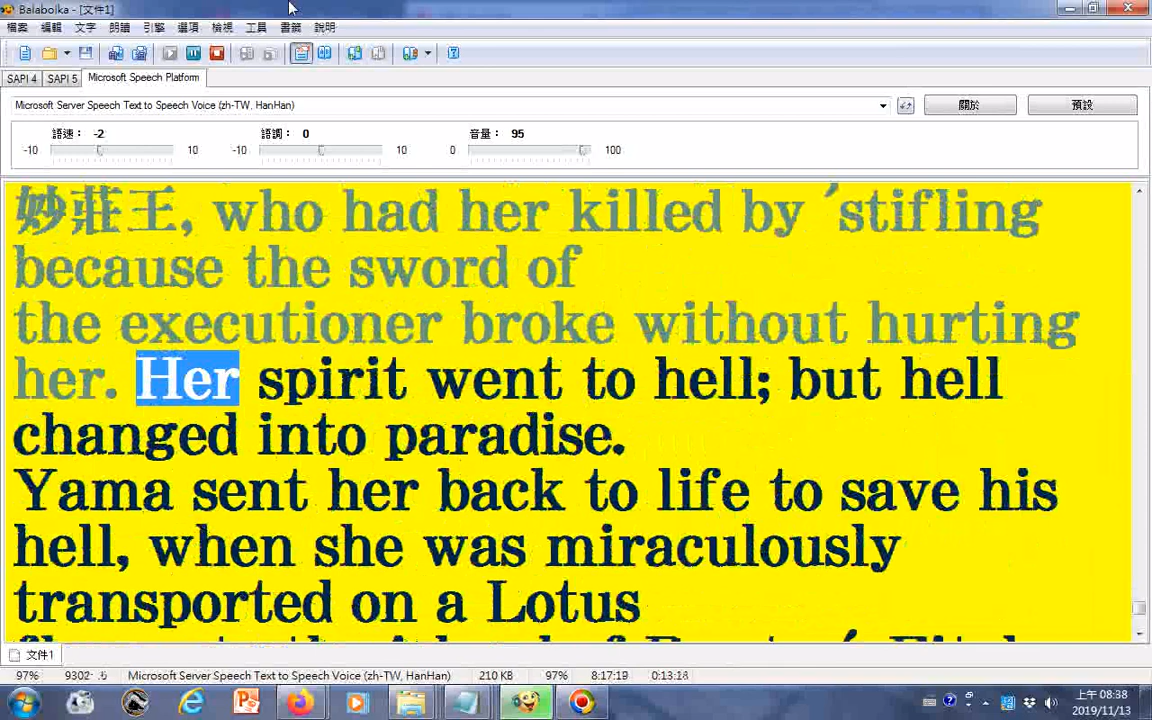 Balabolka - [文件1]
檔案 編輯 文字 朗讀 引擎 選項 檢視 工具 書籤 說明
SAPI 4 SAPI 5 Microsoft Speech Platform
Microsoft Server Speech Text to Speech Voice (zh-TW, HanHan) 關於 預設
語速： -2 語調： 0 音量： 95
-10 10 -10 10 0 100
妙莊王, who had her killed by ′stifling
because the sword of
the executioner broke without hurting
her. Her spirit went to hell; but hell
changed into paradise.
Yama sent her back to life to save his
hell, when she was miraculously
transported on a Lotus
文件1
97% Microsoft Server Speech Text to Speech Voice (zh-TW, HanHan) 210 KB 97% 8:17:19 0:13:18
上午 08:38
2019/11/13